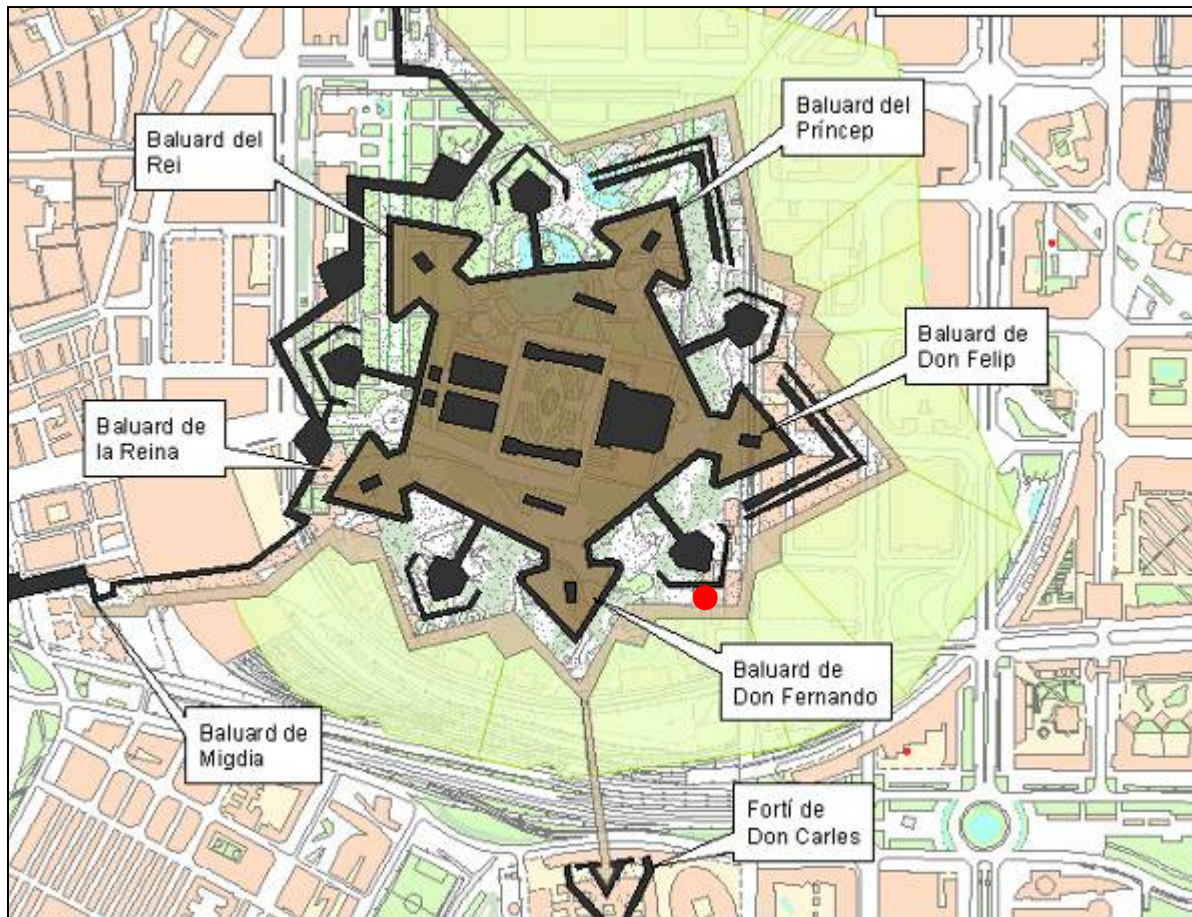 Baluard del
Príncep
Baluard del
Rei
Baluard de
Don Felip
Baluard de
la Reina
Baluard de
Don Fernando
Baluard de
Migdia
Fortí de
Don Carles